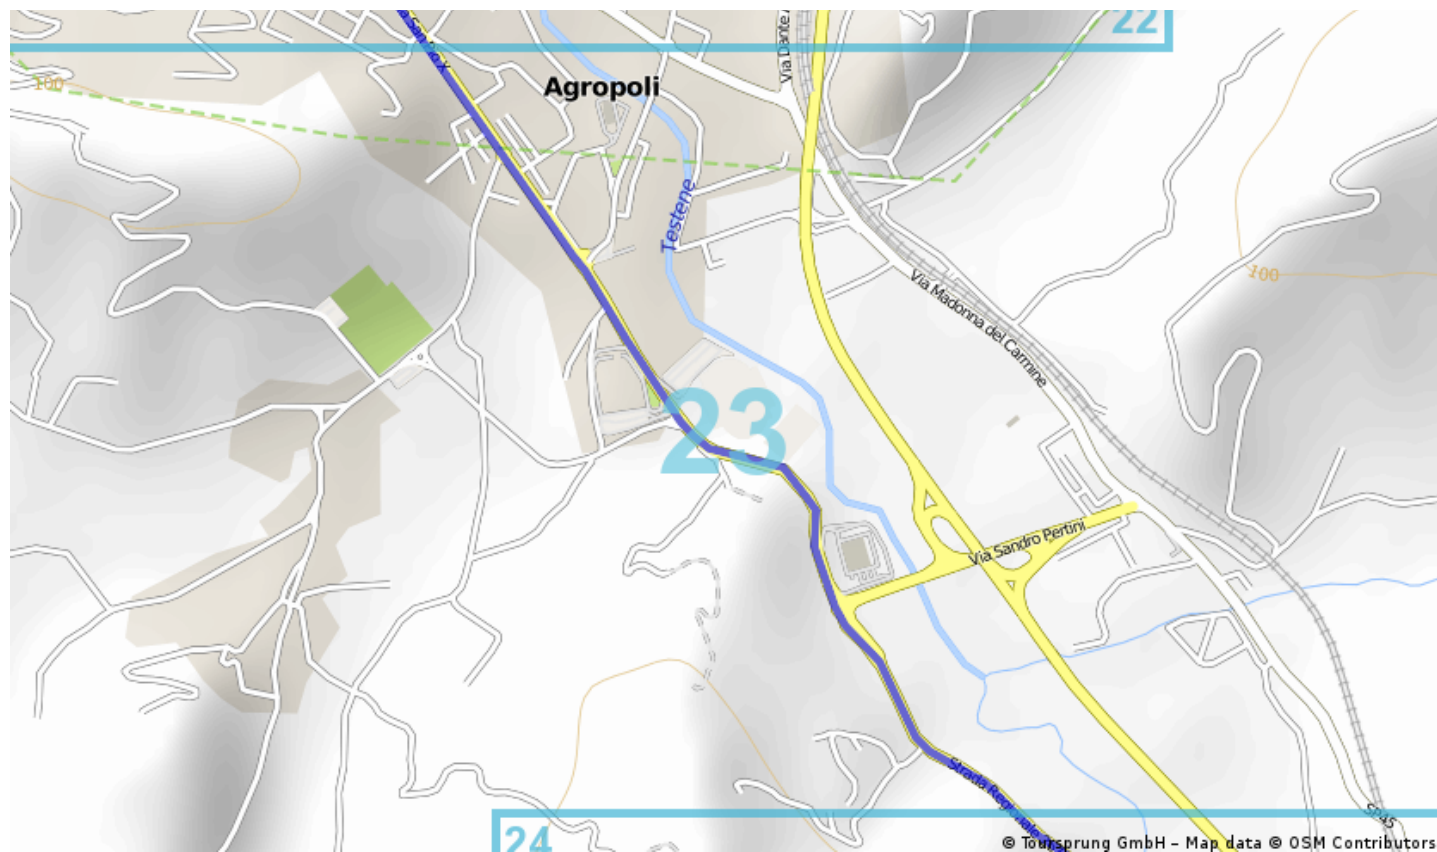 22
Via Dante
100
Agropoli
Testene
100
Via Madonna del Carmine
23
Via Sandro Pertini
Strada Regionale
SP45
24
© Toursprung GmbH – Map data © OSM Contributors